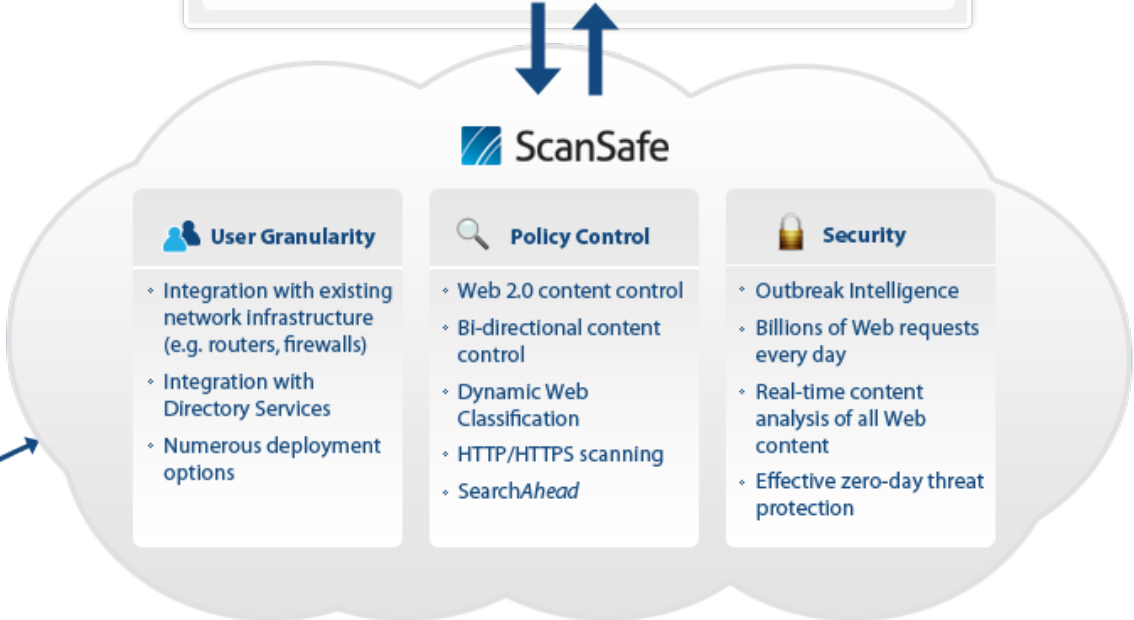 ScanSafe
User Granularity
Integration with existing
network infrastructure
(e.g. routers, firewalls)
Integration with
Directory Services
Numerous deployment
options
Policy Control
Web 2.0 content control
Bi-directional content
control
Dynamic Web
Classification
HTTP/HTTPS scanning
SearchAhead
Security
Outbreak Intelligence
Billions of Web requests
every day
Real-time content
analysis of all Web
content
Effective zero-day threat
protection